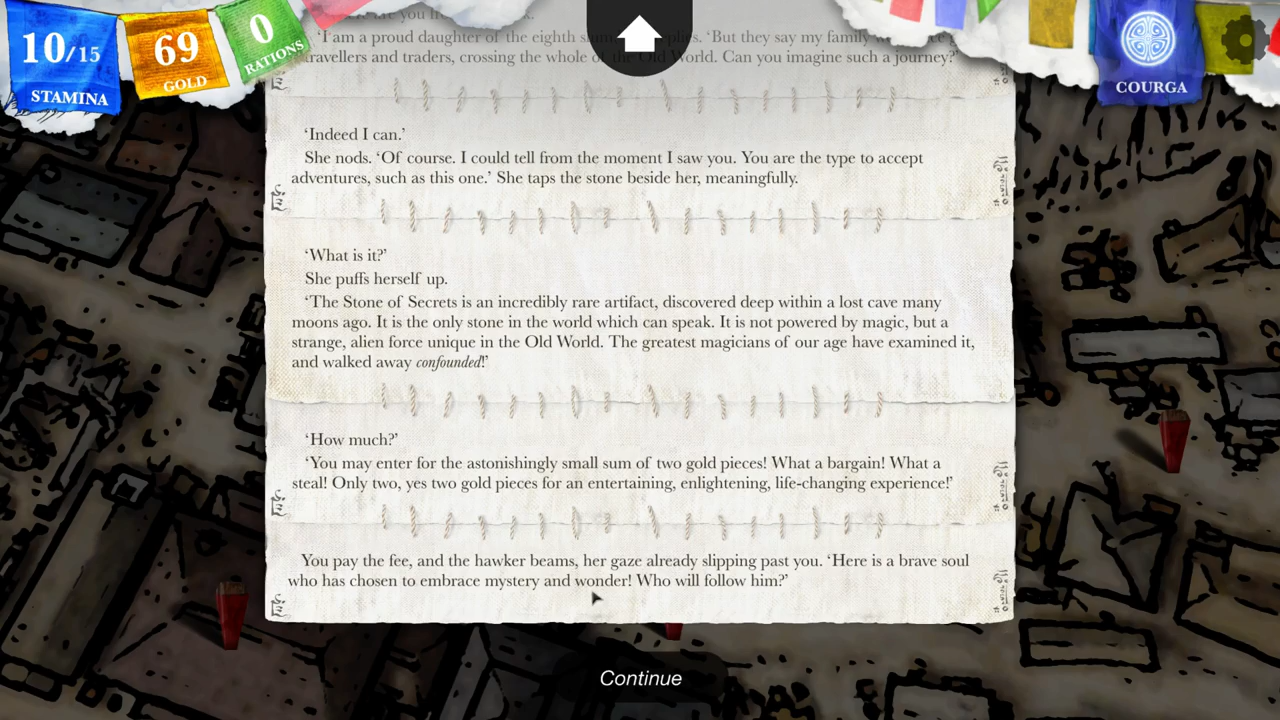 10/15
STAMINA
69
GOLD
0
RATIONS
COURGA
'I am a proud daughter of the eighth
'But they say my family
travellers and traders, crossing the whole of the Old World. Can you imagine such a journey?'
'Indeed I can.'
She nods. 'Of course. I could tell from the moment I saw you. You are the type to accept
adventures, such as this one.' She taps the stone beside her, meaningfully.
'What is it?'
She puffs herself up.
'The Stone of Secrets is an incredibly rare artifact, discovered deep within a lost cave many
moons ago. It is the only stone in the world which can speak. It is not powered by magic, but a
strange, alien force unique in the Old World. The greatest magicians of our age have examined it,
and walked away confounded!'
'How much?'
'You may enter for the astonishingly small sum of two gold pieces! What a bargain! What a
steal! Only two, yes two gold pieces for an entertaining, enlightening, life-changing experience!'
You pay the fee, and the hawker beams, her gaze already slipping past you. 'Here is a brave soul
who has chosen to embrace mystery and wonder! Who will follow him?'
Continue